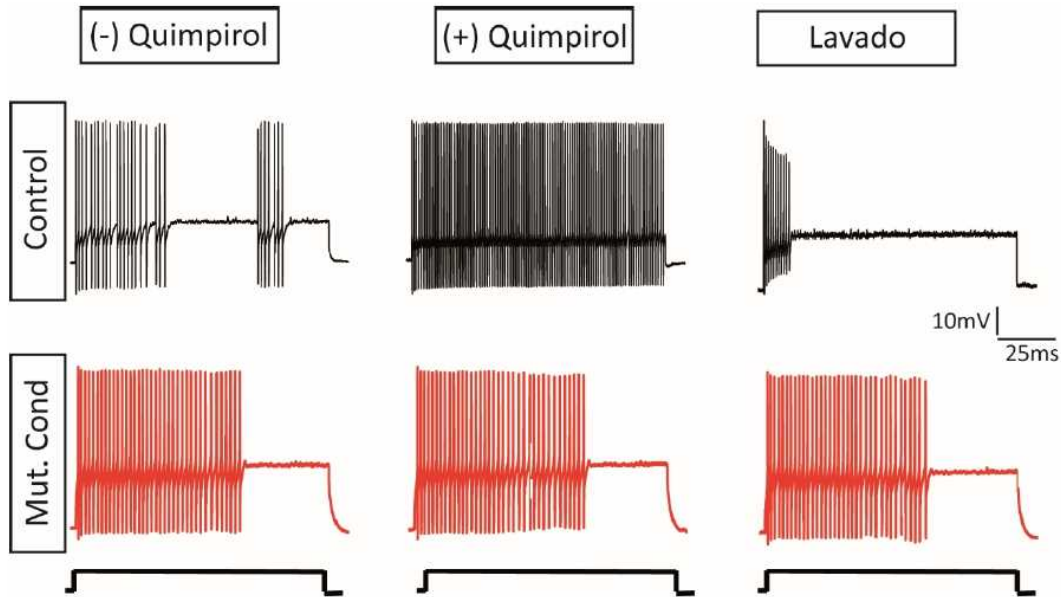 (-) Quimpirol
(+) Quimpirol
Lavado
Control
10mV
25ms
Mut. Cond